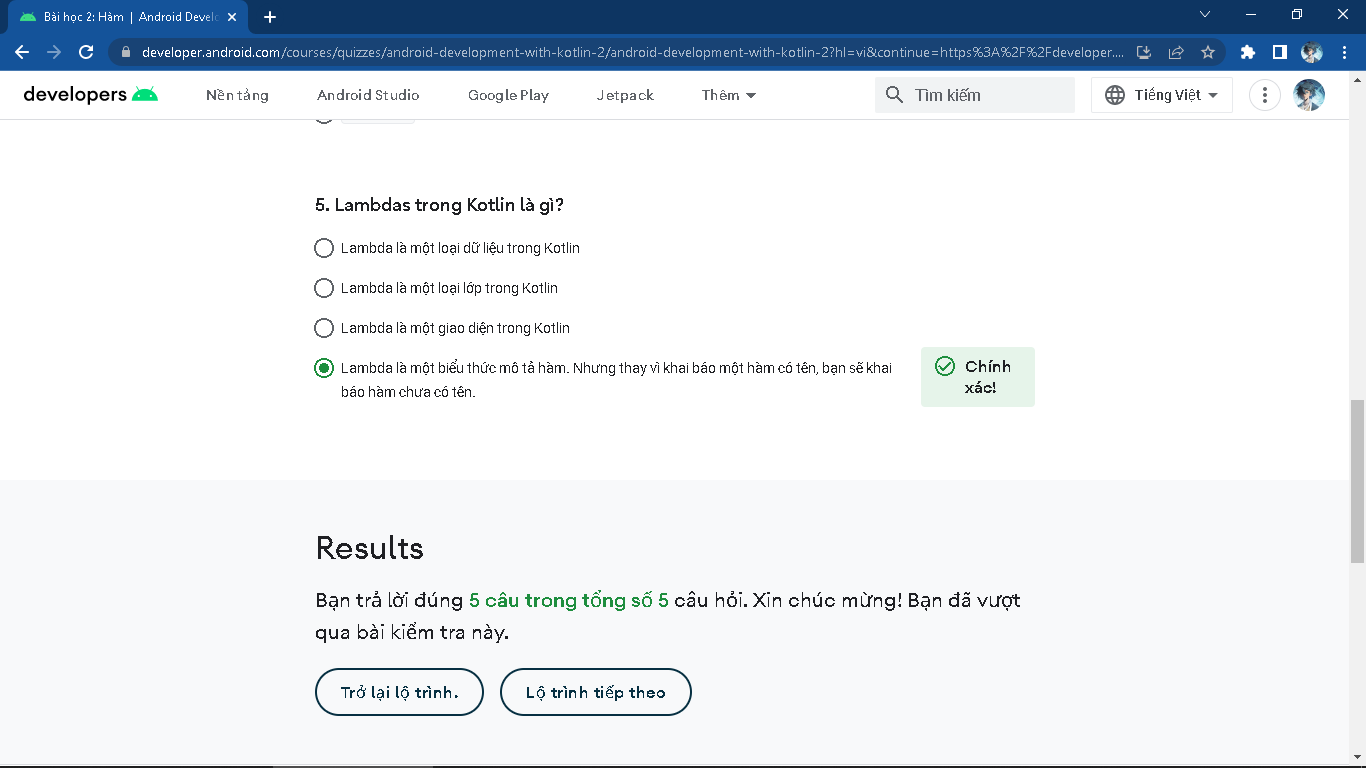 Bài học 2: Hàm | Android Develo
developer.android.com/courses/quizzes/android-development-with-kotlin-2/android-development-with-kotlin-2?hl=vi&continue=https%3A%2F%2Fdeveloper....
developers
Nền tảng
Android Studio
Google Play
Jetpack
Thêm
Tìm kiếm
Tiếng Việt
5. Lambdas trong Kotlin là gì?
Lambda là một loại dữ liệu trong Kotlin
Lambda là một loại lớp trong Kotlin
Lambda là một giao diện trong Kotlin
Lambda là một biểu thức mô tả hàm. Nhưng thay vì khai báo một hàm có tên, bạn sẽ khai
báo hàm chưa có tên.
Chính
xác!
Results
Bạn trả lời đúng 5 câu trong tổng số 5 câu hỏi. Xin chúc mừng! Bạn đã vượt
qua bài kiểm tra này.
Trở lại lộ trình.
Lộ trình tiếp theo